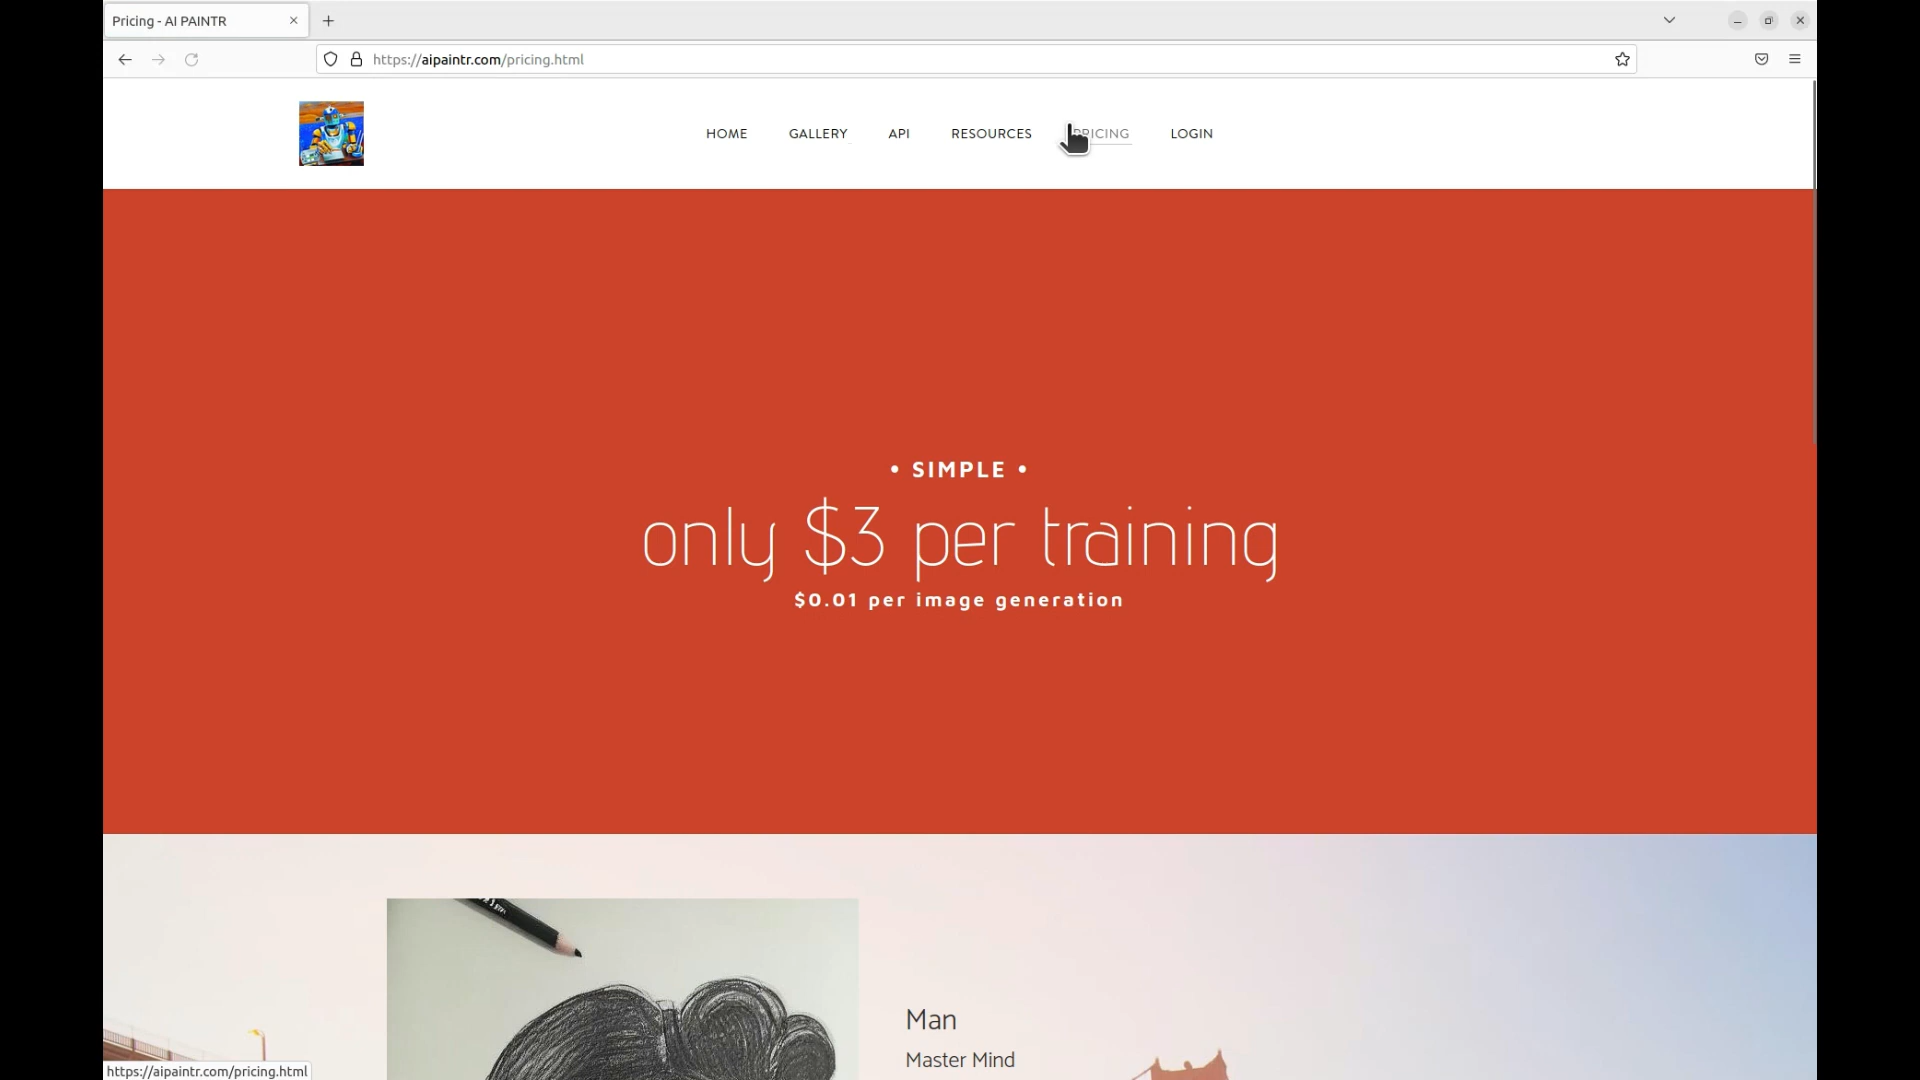 Pricing - AI PAINTR
https://aipaintr.com/pricing.html
HOME GALLERY API RESOURCES PRICING LOGIN
• SIMPLE •
only $3 per training
$0.01 per image generation
Man
Master Mind
https://aipaintr.com/pricing.html